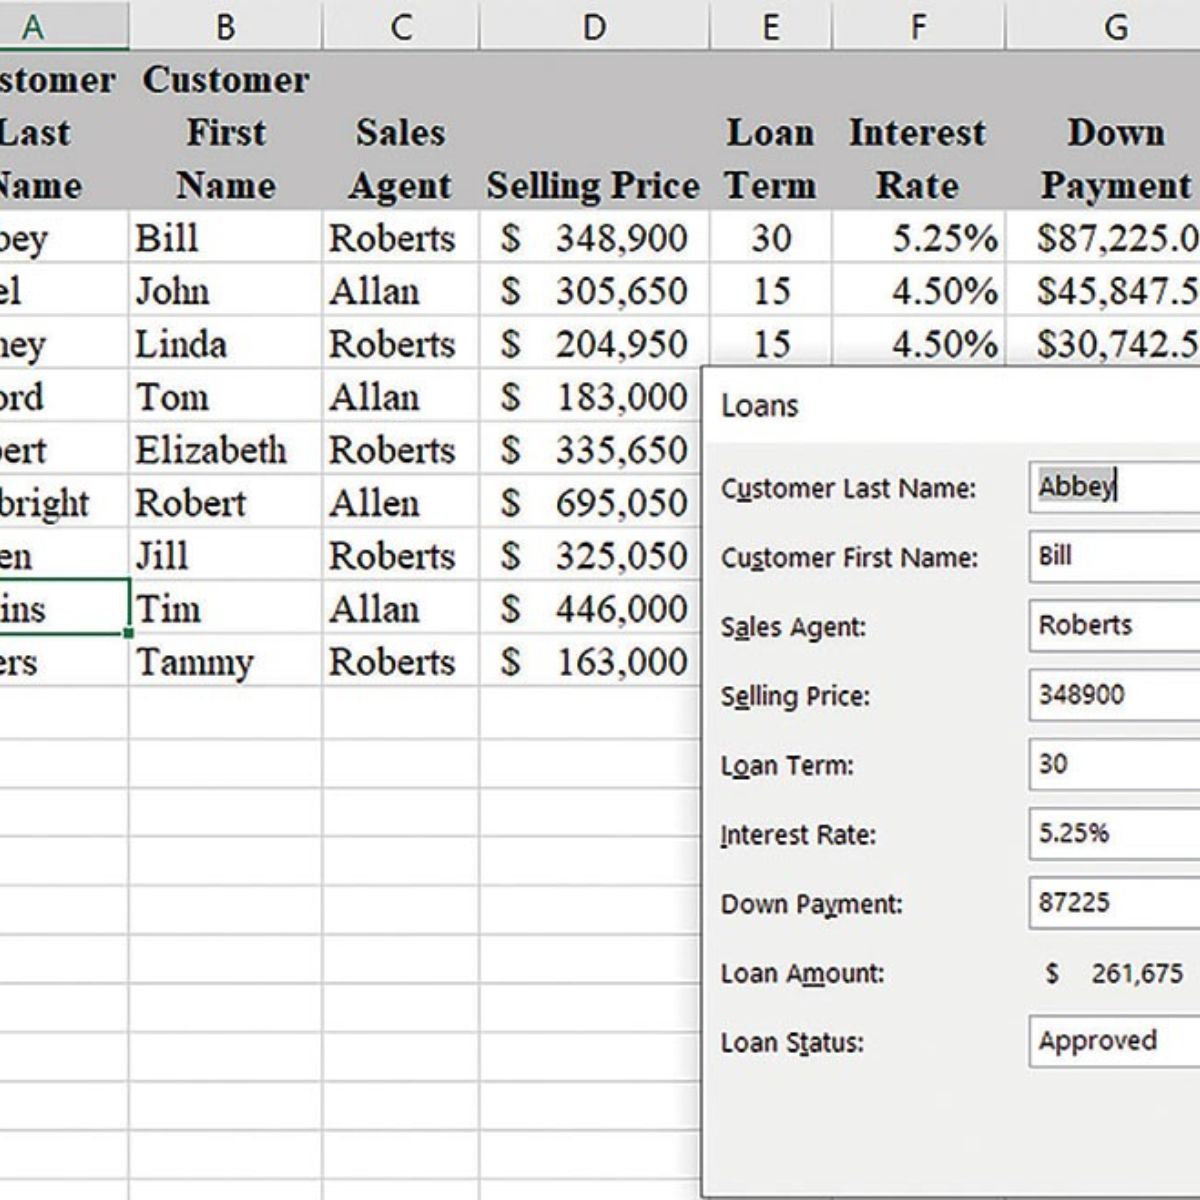 A B C D E F G
stomer Customer
Last First Sales Loan Interest Down
Name Name Agent Selling Price Term Rate Payment
bey Bill Roberts $ 348,900 30 5.25% $87,225.0
el John Allan $ 305,650 15 4.50% $45,847.5
ney Linda Roberts $ 204,950 15 4.50% $30,742.5
ord Tom Allan $ 183,000
ert Elizabeth Roberts $ 335,650
bright Robert Allen $ 695,050
en Jill Roberts $ 325,050
ins Tim Allan $ 446,000
ers Tammy Roberts $ 163,000
Loans
Customer Last Name: Abbey
Customer First Name: Bill
Sales Agent: Roberts
Selling Price: 348900
Loan Term: 30
Interest Rate: 5.25%
Down Payment: 87225
Loan Amount: $ 261,675
Loan Status: Approved